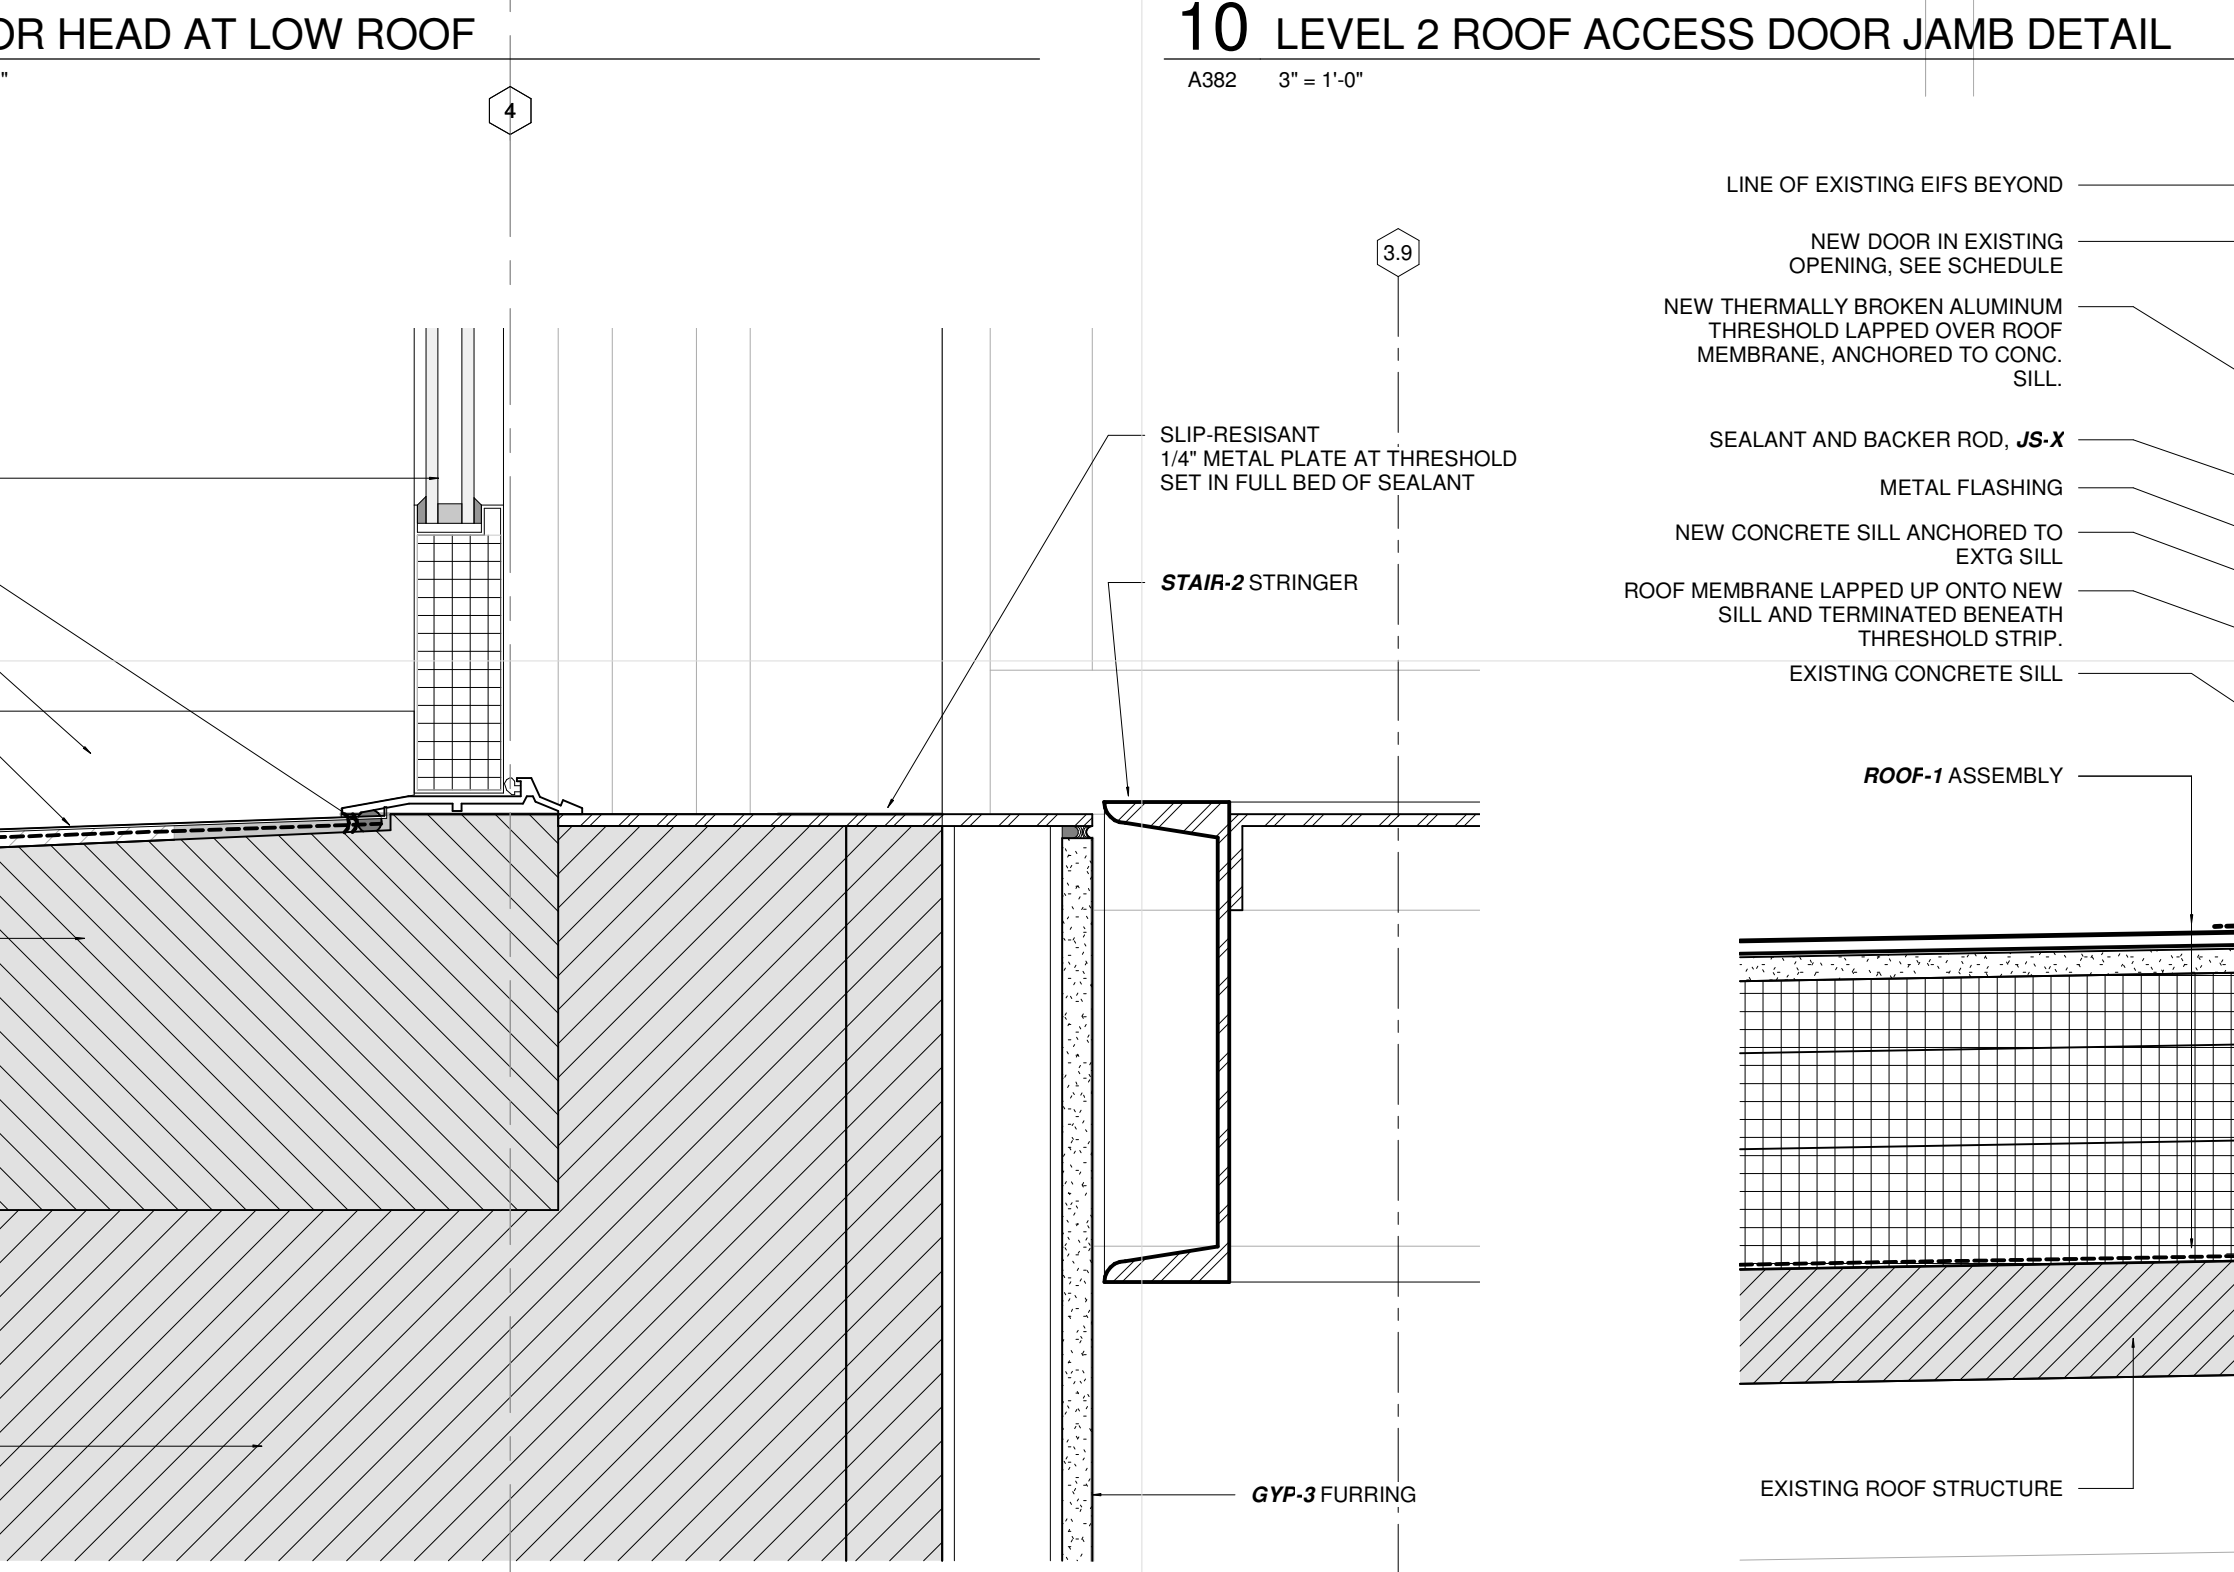 OR HEAD AT LOW ROOF
"
10 LEVEL 2 ROOF ACCESS DOOR JAMB DETAIL
A382 3" = 1'-0"
4
3.9
SLIP-RESISANT
1/4" METAL PLATE AT THRESHOLD
SET IN FULL BED OF SEALANT
STAIR-2 STRINGER
GYP-3 FURRING
LINE OF EXISTING EIFS BEYOND
NEW DOOR IN EXISTING
OPENING, SEE SCHEDULE
NEW THERMALLY BROKEN ALUMINUM
THRESHOLD LAPPED OVER ROOF
MEMBRANE, ANCHORED TO CONC.
SILL.
SEALANT AND BACKER ROD, JS-X
METAL FLASHING
NEW CONCRETE SILL ANCHORED TO
EXTG SILL
ROOF MEMBRANE LAPPED UP ONTO NEW
SILL AND TERMINATED BENEATH
THRESHOLD STRIP.
EXISTING CONCRETE SILL
ROOF-1 ASSEMBLY
EXISTING ROOF STRUCTURE